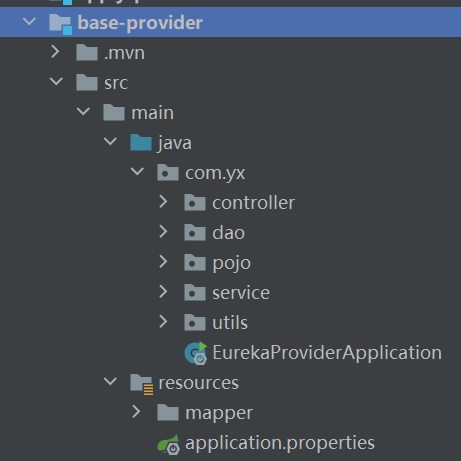 base-provider
.mvn
src
main
java
com.yx
controller
dao
pojo
service
utils
EurekaProviderApplication
resources
mapper
application.properties